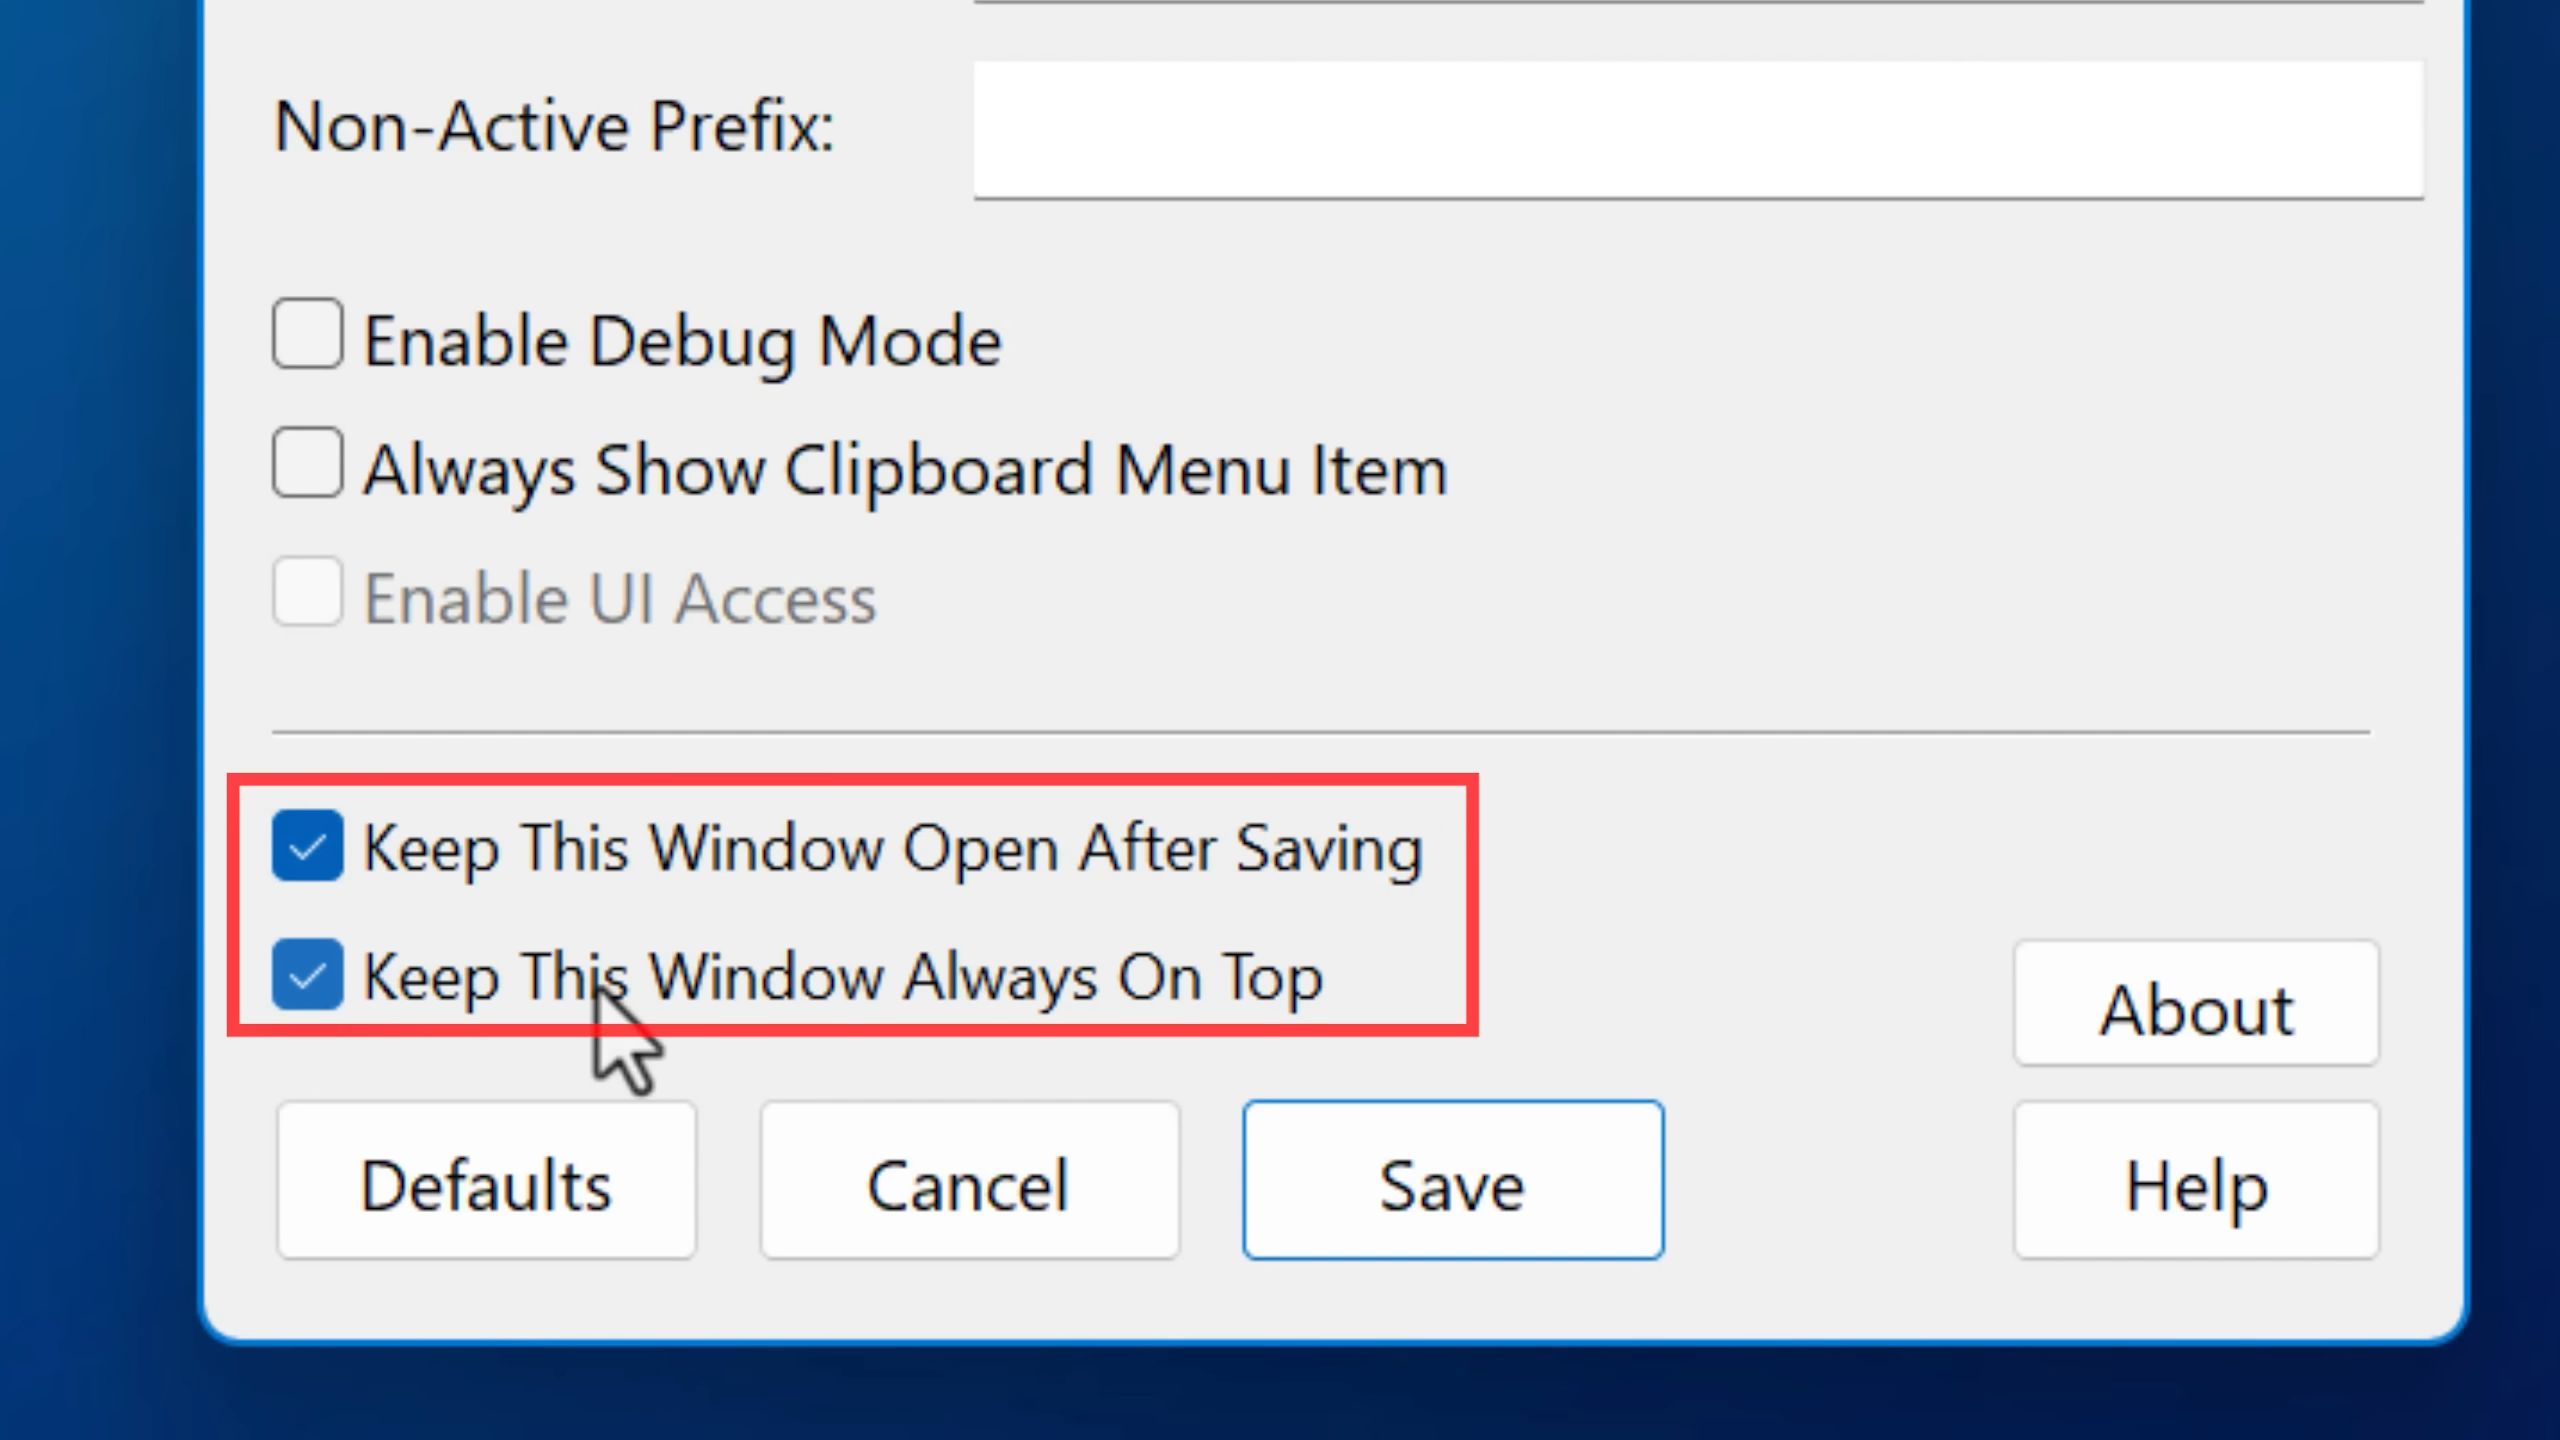 Non-Active Prefix:
Enable Debug Mode
Always Show Clipboard Menu Item
Enable UI Access
Keep This Window Open After Saving
Keep This Window Always On Top
About
Defaults
Cancel
Save
Help